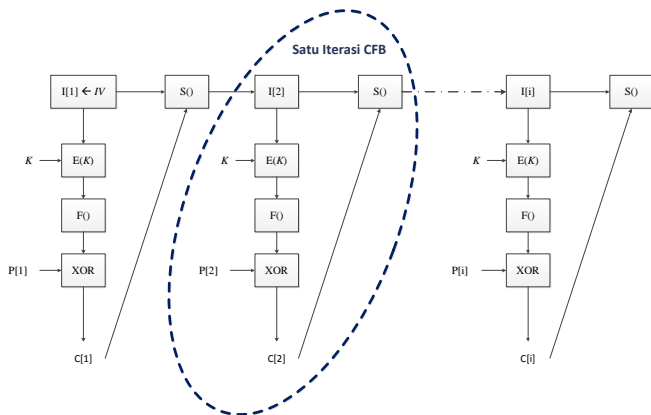 Satu Iterasi CFB
I[1] ← IV S() I[2] S() I[i] S()
K E(K) K E(K) K E(K)
F() F() F()
P[1] XOR P[2] XOR P[i] XOR
C[1] C[2] C[i]